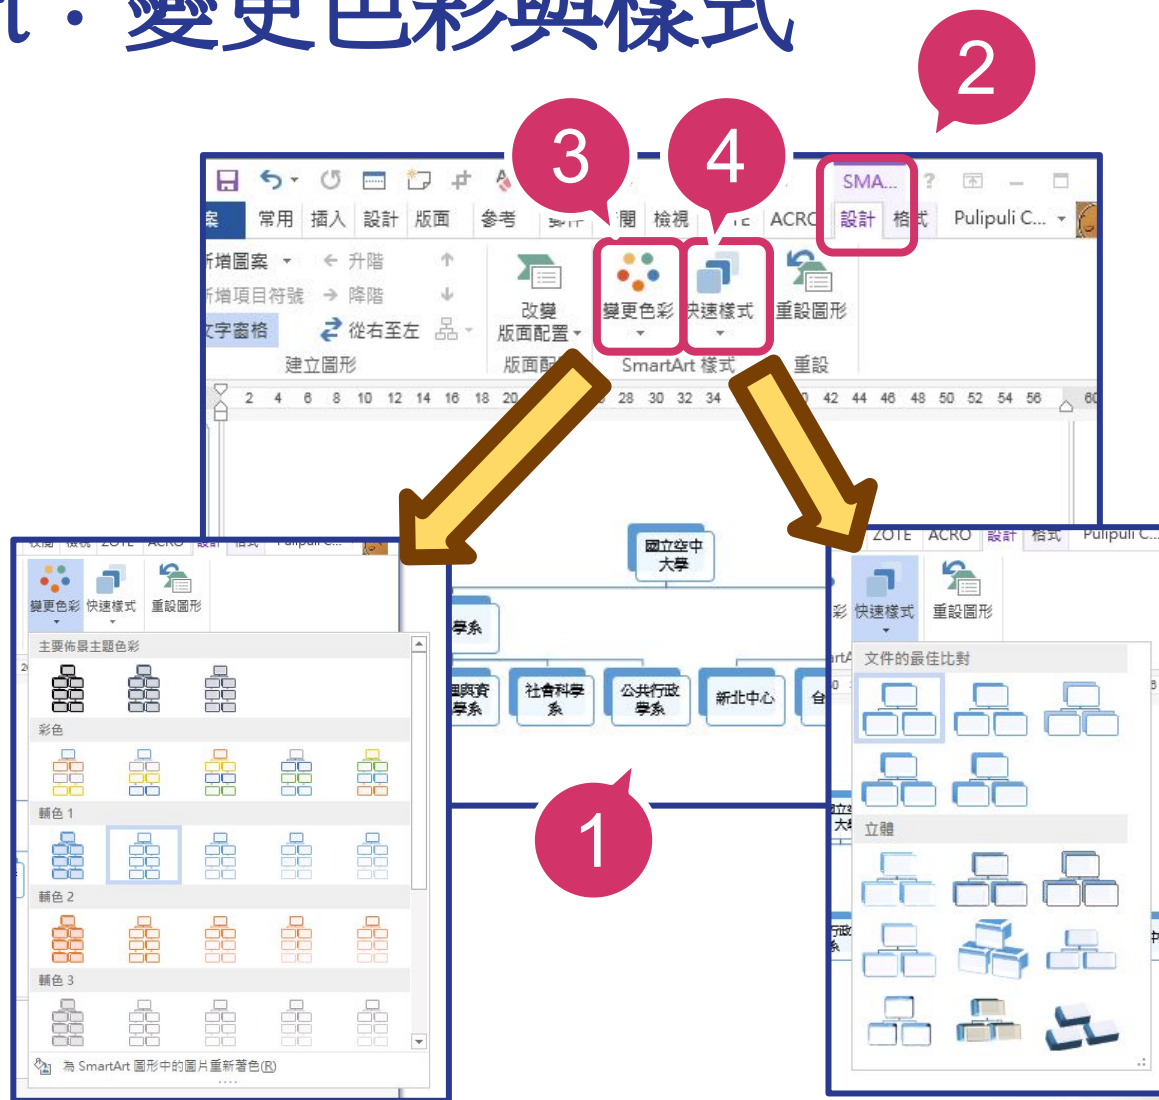 變更色彩與樣式
2
3
4
SMA... ?
常用 插入 設計 版面 參考 檢視 ACRO 設計 格式 Pulipuli C...
新增圖案 升階
新增項目符號 降階
文字窗格 從右至左
改變
版面配置
變更色彩
快速樣式
重設圖形
建立圖形 SmartArt 樣式 重設
2 4 6 8 10 12 14 16 18 20 28 30 32 34 42 44 46 48 50 52 54 56 60
國立空中
大學
學系
社會科學
系
公共行政
學系
新北中心
1
變更色彩 快速樣式 重設圖形
主要佈景主題色彩
彩色
輔色 1
輔色 2
輔色 3
為 SmartArt 圖形中的圖片重新著色(R)
ZOTE ACRO 設計 格式 Pulipuli C...
快速樣式 重設圖形
文件的最佳比對
立體